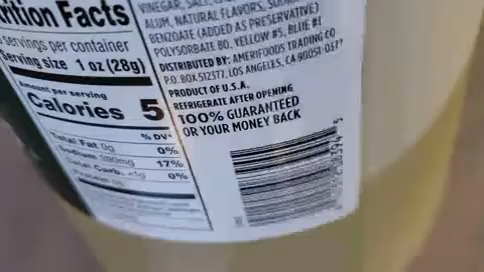 trition Facts
servings per container
Serving size 1 oz (28g)
Amount per serving
Calories 5
% DV*
Total Fat 0g 0%
Sodium 17%
Total Carb. 0%
VINEGAR, SALT,
ALUM, NATURAL FLAVORS,
BENZOATE (ADDED AS PRESERVATIVE)
POLYSORBATE 80, YELLOW #5, BLUE #1
DISTRIBUTED BY: AMERIFOODS TRADING CO.
P.O. BOX 512377, LOS ANGELES, CA 90051-0377
PRODUCT OF U.S.A.
REFRIGERATE AFTER OPENING
100% GUARANTEED
OR YOUR MONEY BACK